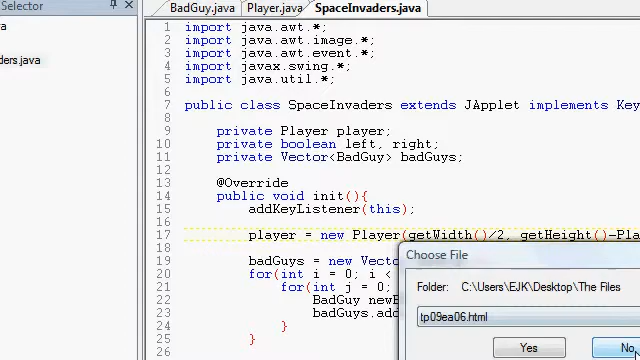 Selector
a
ders.java
BadGuy.java Player.java SpaceInvaders.java
1 import java.awt.*;
2 import java.awt.image.*;
3 import java.awt.event.*;
4 import javax.swing.*;
5 import java.util.*;
6
7 public class SpaceInvaders extends JApplet implements Key
8
9 private Player player;
10 private boolean left, right;
11 private Vector<BadGuy> badGuys;
12
13 @Override
14 public void init(){
15 addKeyListener(this);
16
17 player = new Player(getWidth()/2, getHeight()-Pla
18
19 badGuys = new Vecto
20 for(int i = 0; i <
21 for(int j = 0;
22 BadGuy newB
23 badGuys.add
24 }
25 }
26
Choose File
Folder: C:\Users\EJK\Desktop\The Files
tp09ea06.html
Yes No